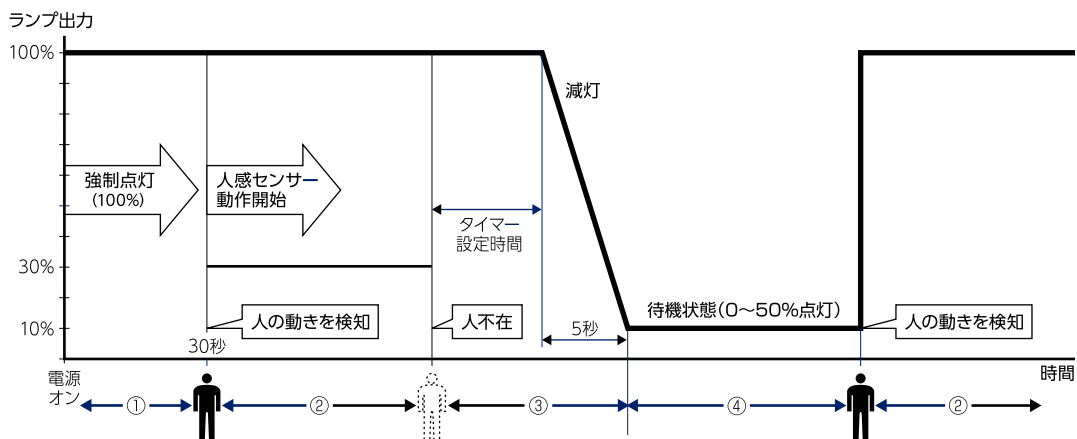 ランプ出力
100%
減灯
強制点灯
(100%)
人感センサー
動作開始
タイマー
設定時間
30%
待機状態(0〜50%点灯)
10%
人の動きを検知
人不在
5秒
人の動きを検知
30秒
時間
電源
オン
①
②
③
④
②